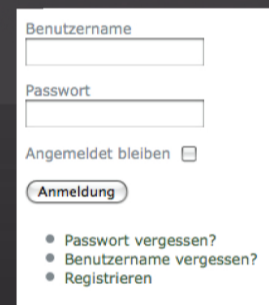 Benutzername
Passwort
Angemeldet bleiben
Anmeldung
Passwort vergessen?
Benutzername vergessen?
Registrieren